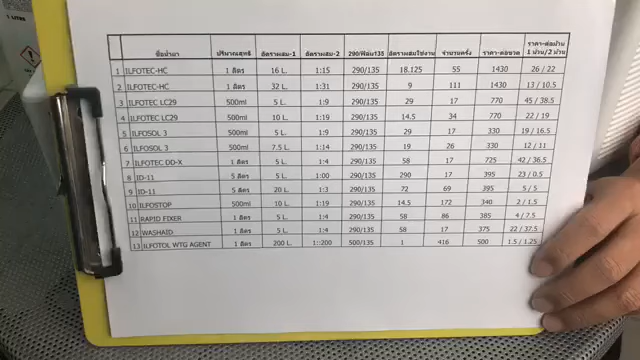 ชื่อน้ำยา ปริมาณสุทธิ อัตราผสม-1 อัตราผสม-2 290/ฟิล์ม135 อัตราผสมใช้งาน จำนวนครั้ง ราคา-ต่อขวด ราคา-ต่อม้วน 1 ม้วน/2 ม้วน
1 ILFOTEC-HC 1 ลิตร 16 L. 1:15 290/135 18.125 55 1430 26 / 22
2 ILFOTEC-HC 1 ลิตร 32 L. 1:31 290/135 9 111 1430 13 / 10.5
3 ILFOTEC LC29 500ml 5 L. 1:9 290/135 29 17 770 45 / 38.5
4 ILFOTEC LC29 500ml 10 L. 1:19 290/135 14.5 34 770 22 / 19
5 ILFOSOL 3 500ml 5 L. 1:9 290/135 29 17 330 19 / 16.5
6 ILFOSOL 3 500ml 7.5 L. 1:14 290/135 19 26 330 12 / 11
7 ILFOTEC DD-X 1 ลิตร 5 L. 1:4 290/135 58 17 725 42 / 36.5
8 ID-11 5 ลิตร 5 L. 1:00 290/135 290 17 395 23 / 0.5
9 ID-11 5 ลิตร 20 L. 1:3 290/135 72 69 395 5 / 5
10 ILFOSTOP 500ml 10 L. 1:19 290/135 14.5 172 340 2 / 1.5
11 RAPID FIXER 1 ลิตร 5 L. 1:4 290/135 58 86 385 4 / 7.5
12 WASHAID 1 ลิตร 5 L. 1:4 290/135 58 17 375 22 / 37.5
13 ILFOTOL WTG AGENT 1 ลิตร 200 L. 1::200 500/135 1 416 500 1.5 / 1.25